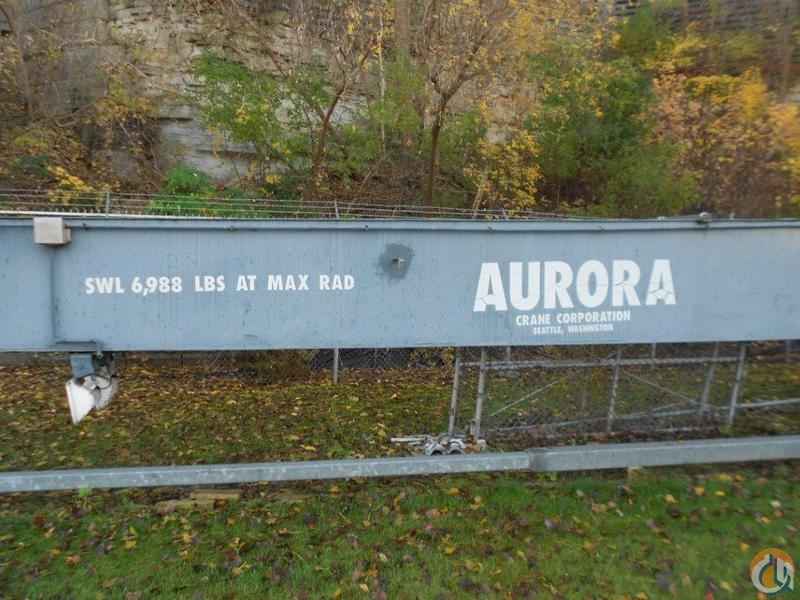 SWL 6,988 LBS AT MAX RAD
AURORA
CRANE CORPORATION
SEATTLE, WASHINGTON